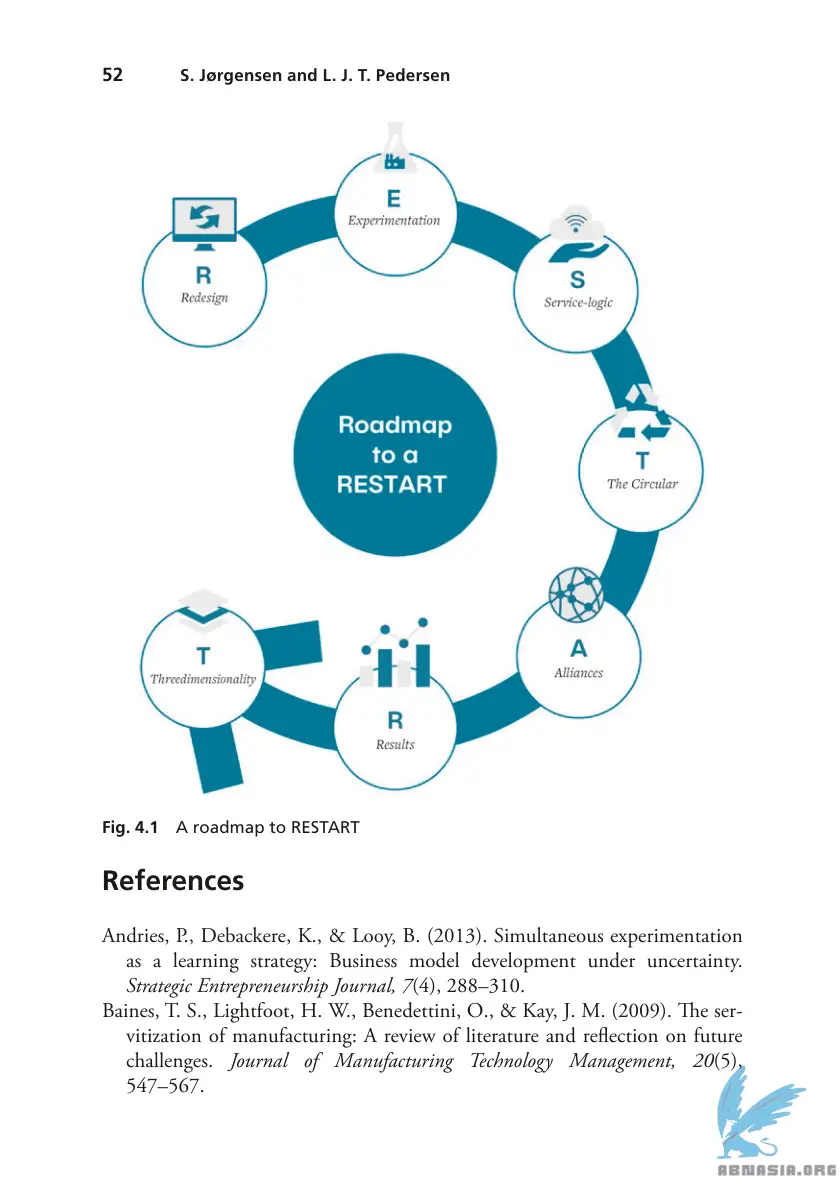 52 S. Jørgensen and L. J. T. Pedersen
E
Experimentation
R
Redesign
S
Service-logic
Roadmap
to a
RESTART
T
The Circular
T
Threedimensionality
A
Alliances
R
Results
Fig. 4.1 A roadmap to RESTART
References
Andries, P., Debackere, K., & Looy, B. (2013). Simultaneous experimentation
as a learning strategy: Business model development under uncertainty.
Strategic Entrepreneurship Journal, 7(4), 288–310.
Baines, T. S., Lightfoot, H. W., Benedettini, O., & Kay, J. M. (2009). The ser-
vitization of manufacturing: A review of literature and reflection on future
challenges. Journal of Manufacturing Technology Management, 20(5),
547–567.
ABNASIA.ORG